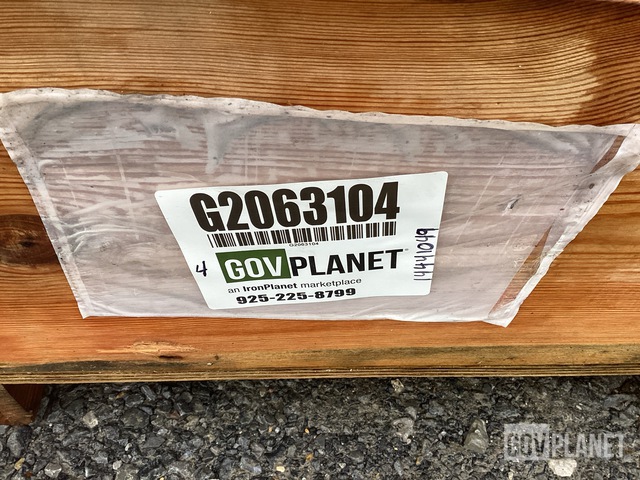 G2063104
G2063104
4
GOVPLANET
an IronPlanet marketplace
925-225-8799
GOVPLANET